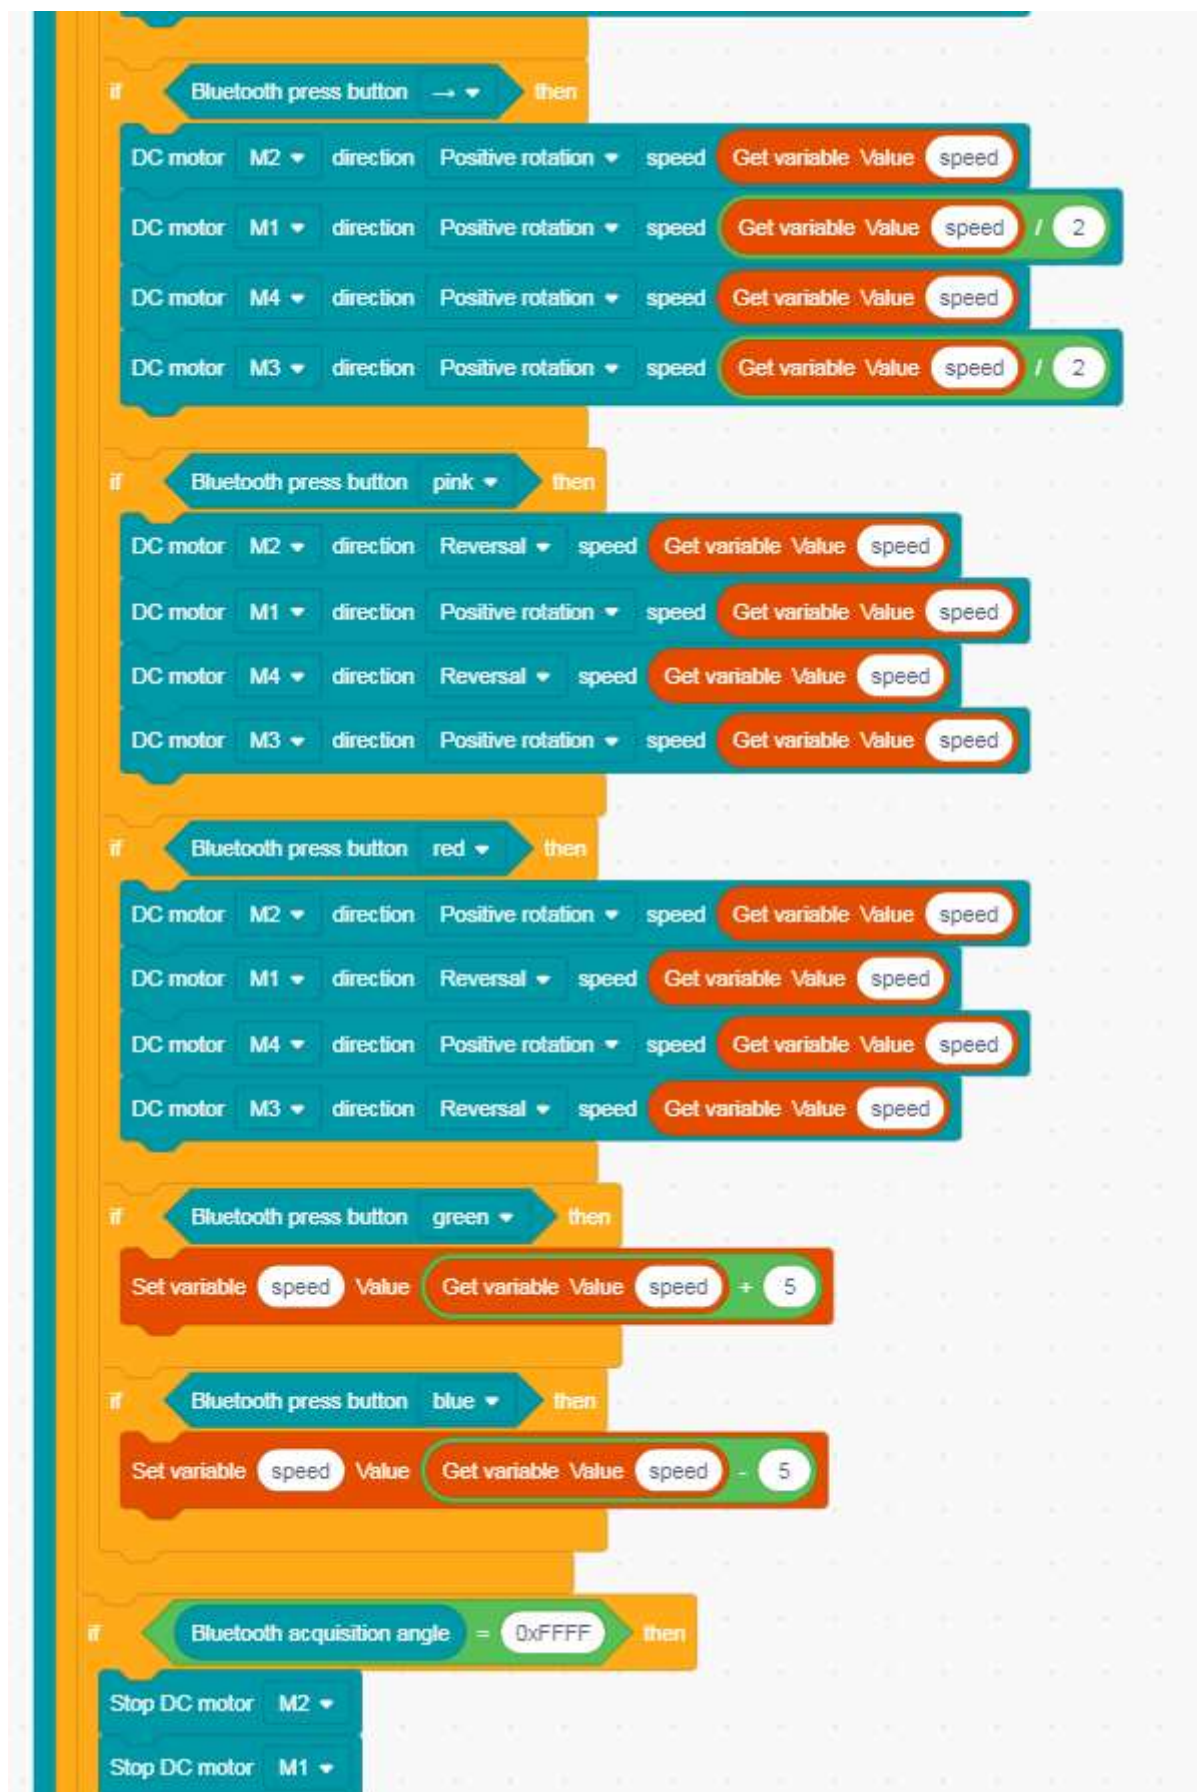 if Bluetooth press button → then
DC motor M2 direction Positive rotation speed Get variable Value speed
DC motor M1 direction Positive rotation speed Get variable Value speed / 2
DC motor M4 direction Positive rotation speed Get variable Value speed
DC motor M3 direction Positive rotation speed Get variable Value speed / 2
if Bluetooth press button pink then
DC motor M2 direction Reversal speed Get variable Value speed
DC motor M1 direction Positive rotation speed Get variable Value speed
DC motor M4 direction Reversal speed Get variable Value speed
DC motor M3 direction Positive rotation speed Get variable Value speed
if Bluetooth press button red then
DC motor M2 direction Positive rotation speed Get variable Value speed
DC motor M1 direction Reversal speed Get variable Value speed
DC motor M4 direction Positive rotation speed Get variable Value speed
DC motor M3 direction Reversal speed Get variable Value speed
if Bluetooth press button green then
Set variable speed Value Get variable Value speed + 5
if Bluetooth press button blue then
Set variable speed Value Get variable Value speed - 5
if Bluetooth acquisition angle = 0xFFFF then
Stop DC motor M2
Stop DC motor M1